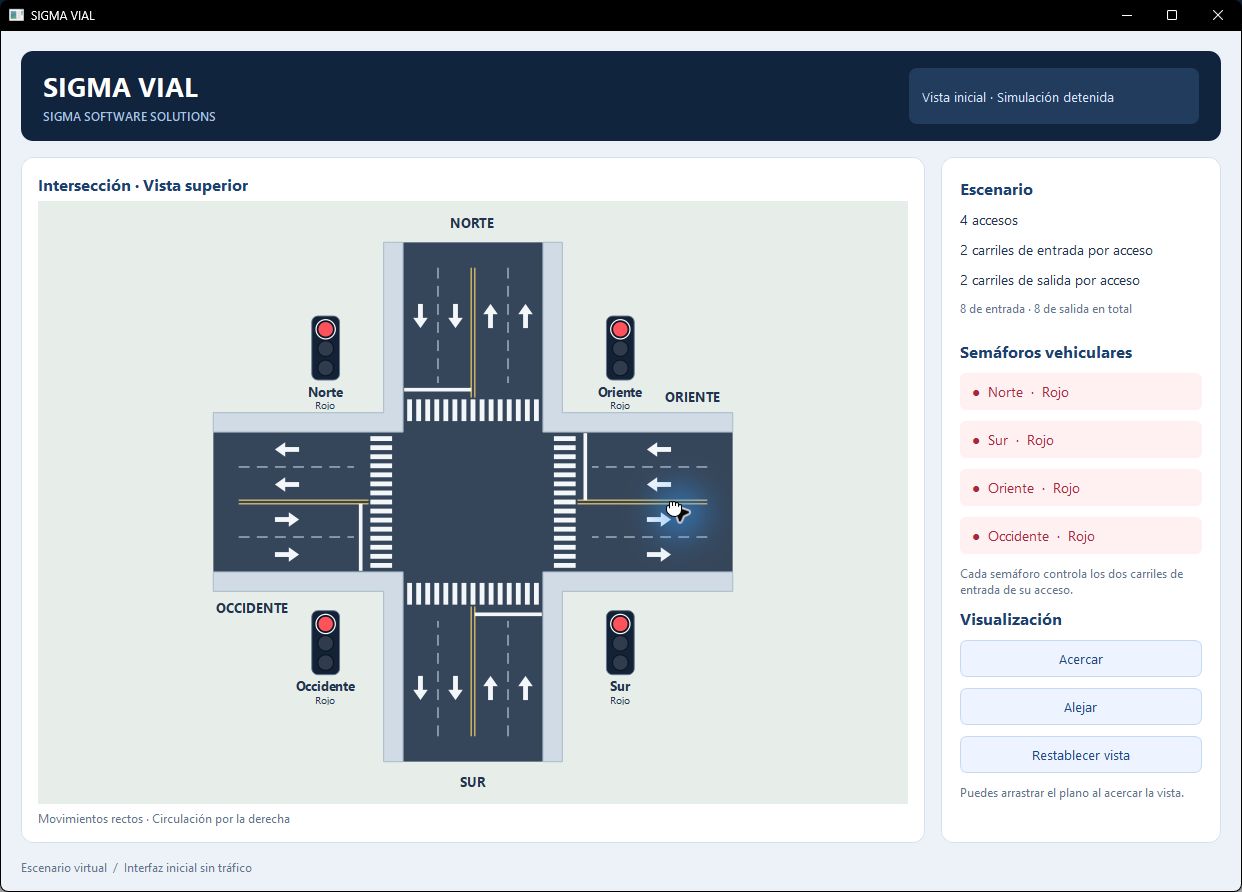 SIGMA VIAL
SIGMA VIAL
SIGMA SOFTWARE SOLUTIONS
Vista inicial · Simulación detenida
Intersección · Vista superior
NORTE
Norte
Rojo
Oriente
Rojo
ORIENTE
OCCIDENTE
Occidente
Rojo
Sur
Rojo
SUR
Movimientos rectos · Circulación por la derecha
Escenario
4 accesos
2 carriles de entrada por acceso
2 carriles de salida por acceso
8 de entrada · 8 de salida en total
Semáforos vehiculares
● Norte · Rojo
● Sur · Rojo
● Oriente · Rojo
● Occidente · Rojo
Cada semáforo controla los dos carriles de
entrada de su acceso.
Visualización
Acercar
Alejar
Restablecer vista
Puedes arrastrar el plano al acercar la vista.
Escenario virtual / Interfaz inicial sin tráfico